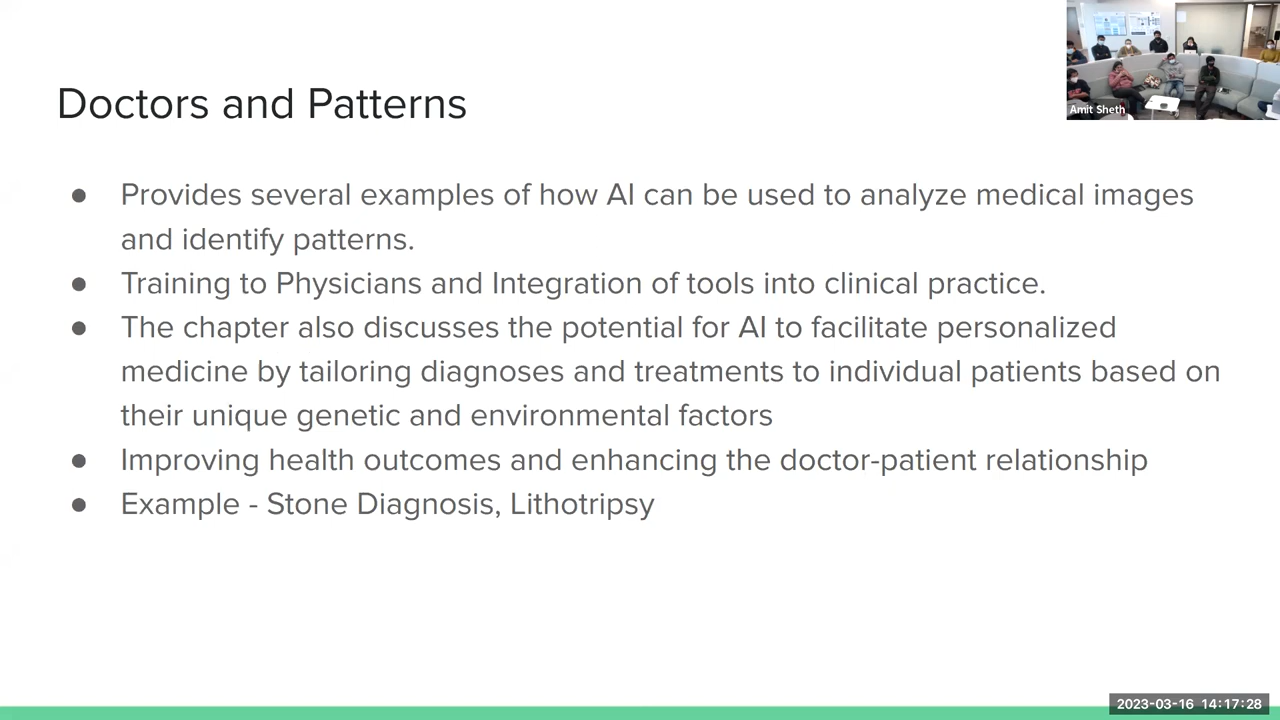 Doctors and Patterns
Amit Sheth
● Provides several examples of how AI can be used to analyze medical images
and identify patterns.
● Training to Physicians and Integration of tools into clinical practice.
● The chapter also discusses the potential for AI to facilitate personalized
medicine by tailoring diagnoses and treatments to individual patients based on
their unique genetic and environmental factors
● Improving health outcomes and enhancing the doctor-patient relationship
● Example - Stone Diagnosis, Lithotripsy
2023-03-16 14:17:28